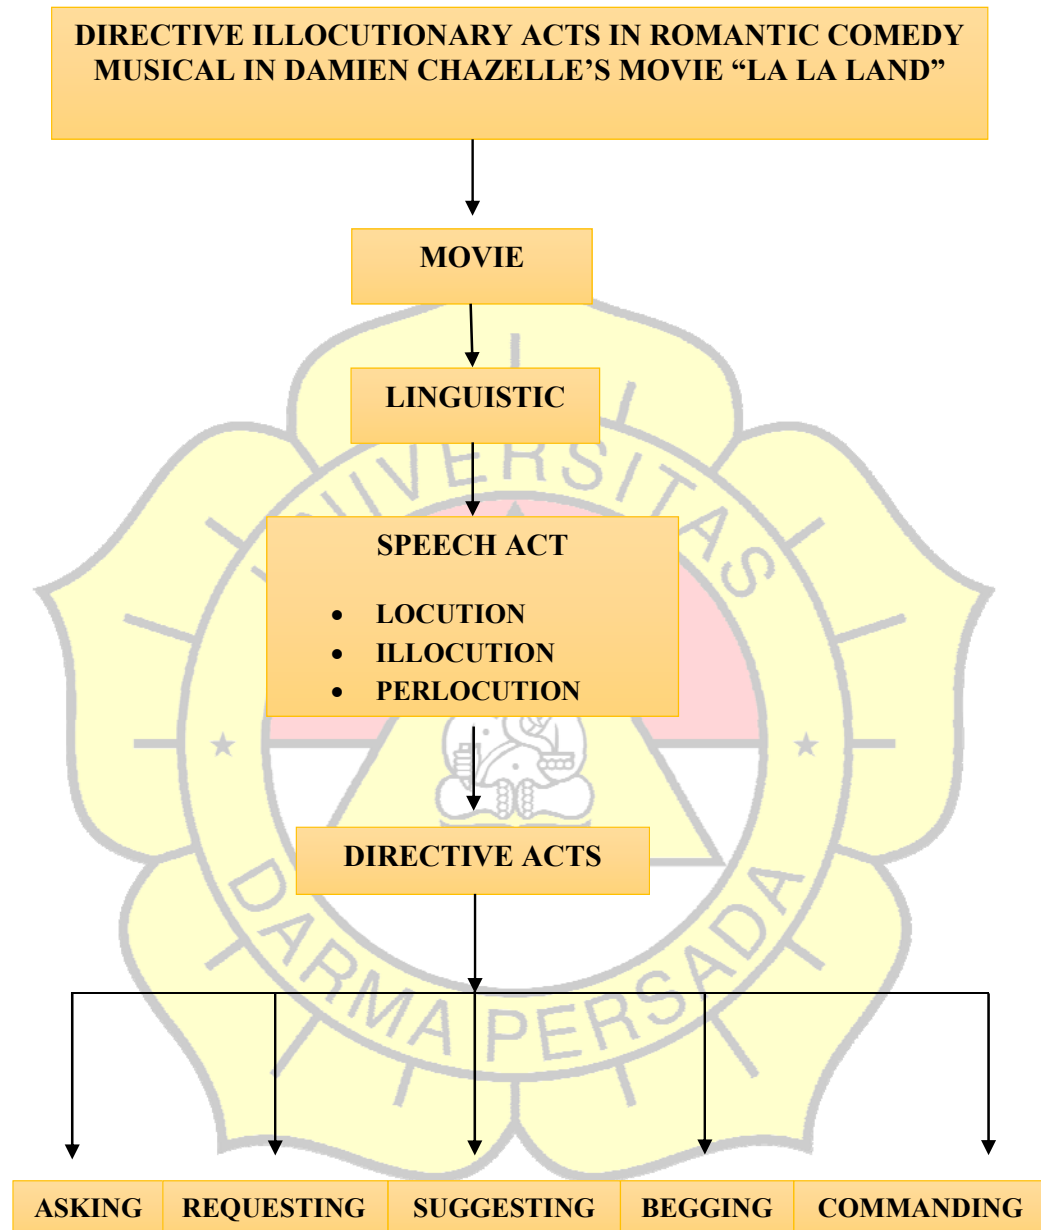 DIRECTIVE ILLOCUTIONARY ACTS IN ROMANTIC COMEDY
MUSICAL IN DAMIEN CHAZELLE’S MOVIE “LA LA LAND”
MOVIE
LINGUISTIC
UNIVERSITAS
SPEECH ACT
• LOCUTION
• ILLOCUTION
• PERLOCUTION
DIRECTIVE ACTS
DARMA PERSADA
ASKING REQUESTING SUGGESTING BEGGING COMMANDING